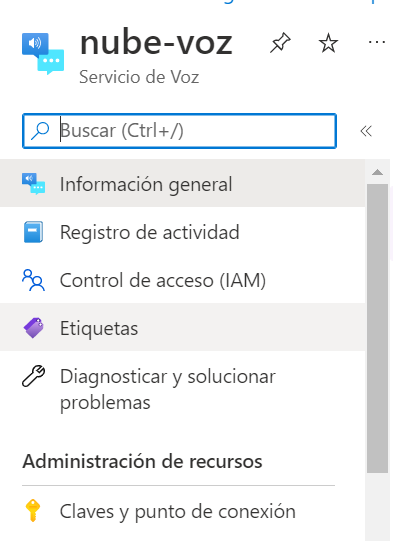 nube-voz
Servicio de Voz
Buscar (Ctrl+/)
Información general
Registro de actividad
Control de acceso (IAM)
Etiquetas
Diagnosticar y solucionar
problemas
Administración de recursos
Claves y punto de conexión